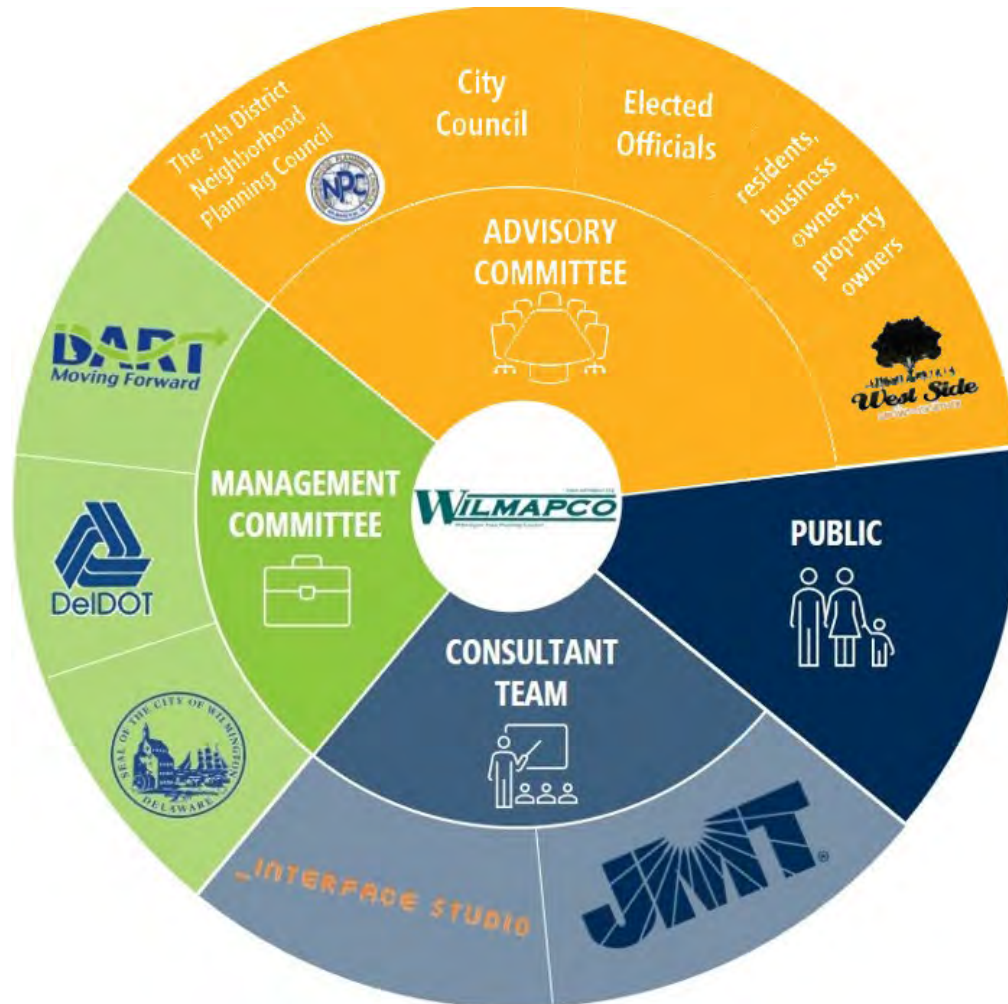 The 7th District
Neighborhood
Planning Council
NPC
City
Council
Elected
Officials
residents,
business
owners,
property
owners
West Side
ADVISORY
COMMITTEE
DART
Moving Forward
DelDOT
SEAL OF THE CITY OF WILMINGTON
DELAWARE
MANAGEMENT
COMMITTEE
WILMAPCO
PUBLIC
CONSULTANT
TEAM
_INTERFACE STUDIO
JMT®